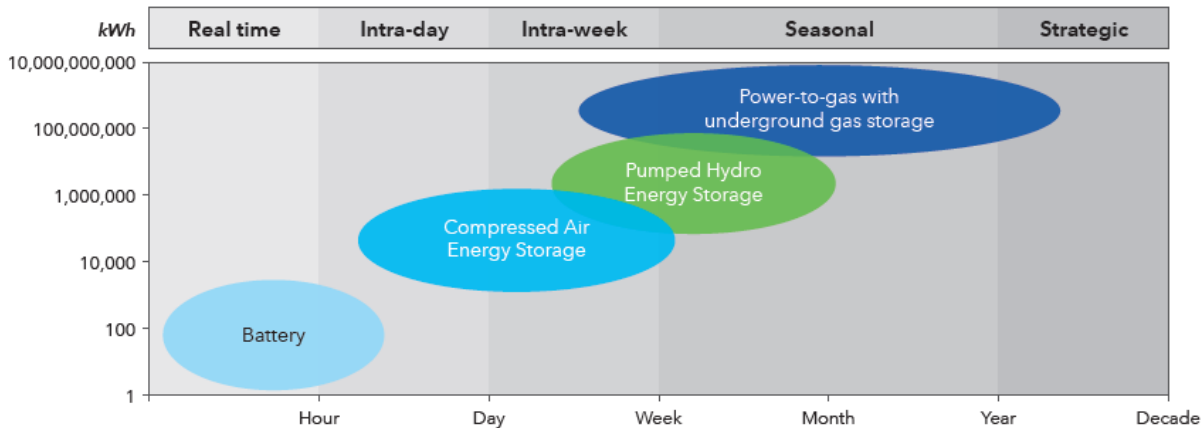 kWh Real time Intra-day Intra-week Seasonal Strategic
10,000,000,000
Power-to-gas with
underground gas storage
100,000,000
Pumped Hydro
Energy Storage
1,000,000
Compressed Air
Energy Storage
10,000
Battery
100
1
Hour Day Week Month Year Decade